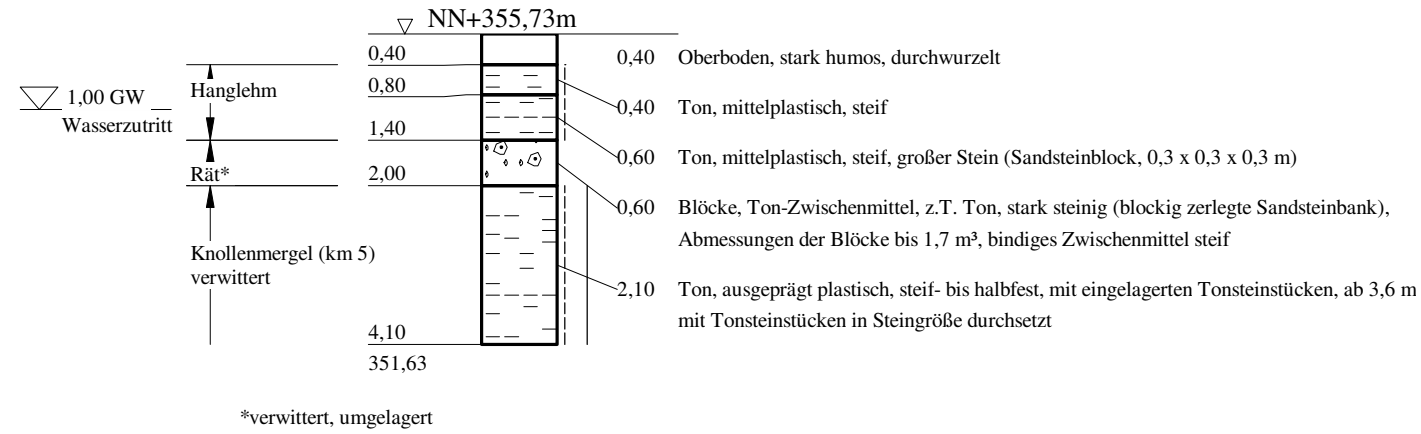 NN+355,73m
0,40
0,40 Oberboden, stark humos, durchwurzelt
Hanglehm
0,80
1,00 GW
Wasserzutritt
0,40 Ton, mittelplastisch, steif
1,40
0,60 Ton, mittelplastisch, steif, großer Stein (Sandsteinblock, 0,3 x 0,3 x 0,3 m)
Rät*
2,00
0,60 Blöcke, Ton-Zwischenmittel, z.T. Ton, stark steinig (blockig zerlegte Sandsteinbank),
Abmessungen der Blöcke bis 1,7 m³, bindiges Zwischenmittel steif
Knollenmergel (km 5)
verwittert
2,10 Ton, ausgeprägt plastisch, steif- bis halbfest, mit eingelagerten Tonsteinstücken, ab 3,6 m
mit Tonsteinstücken in Steingröße durchsetzt
4,10
351,63
*verwittert, umgelagert